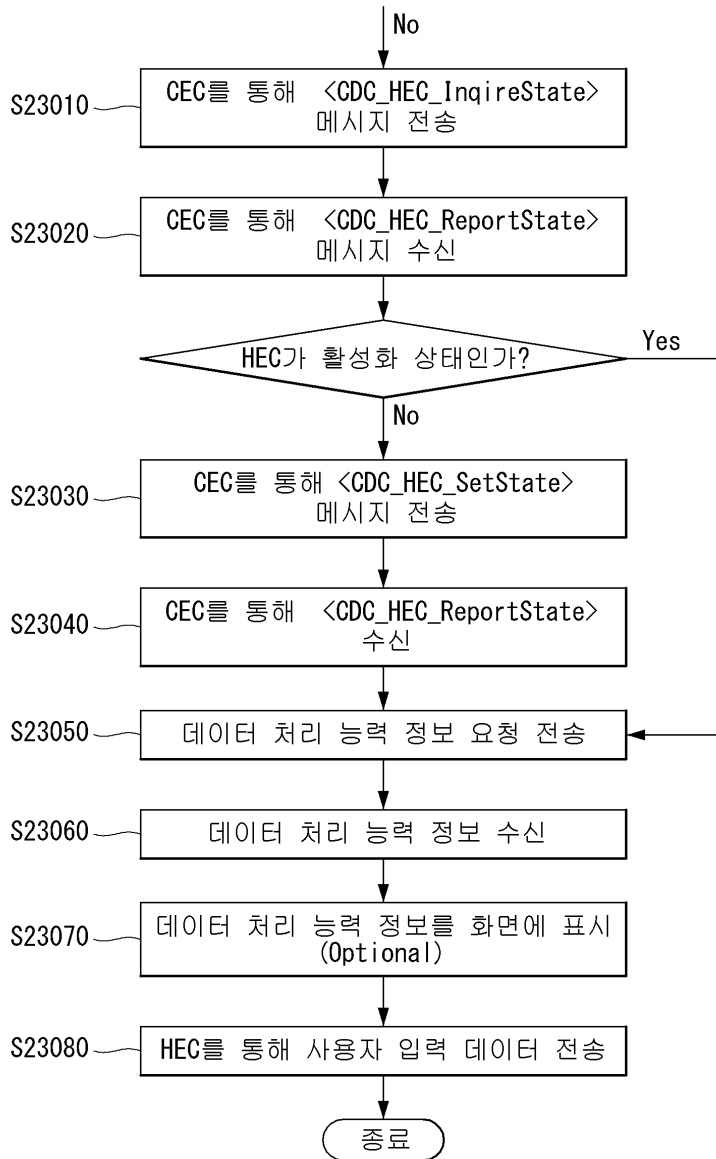 No
S23010
CEC를 통해 <CDC_HEC_InqireState>
메시지 전송
S23020
CEC를 통해 <CDC_HEC_ReportState>
메시지 수신
HEC가 활성화 상태인가?
Yes
No
S23030
CEC를 통해 <CDC_HEC_SetState>
메시지 전송
S23040
CEC를 통해 <CDC_HEC_ReportState>
수신
S23050
데이터 처리 능력 정보 요청 전송
S23060
데이터 처리 능력 정보 수신
S23070
데이터 처리 능력 정보를 화면에 표시
(Optional)
S23080
HEC를 통해 사용자 입력 데이터 전송
종료